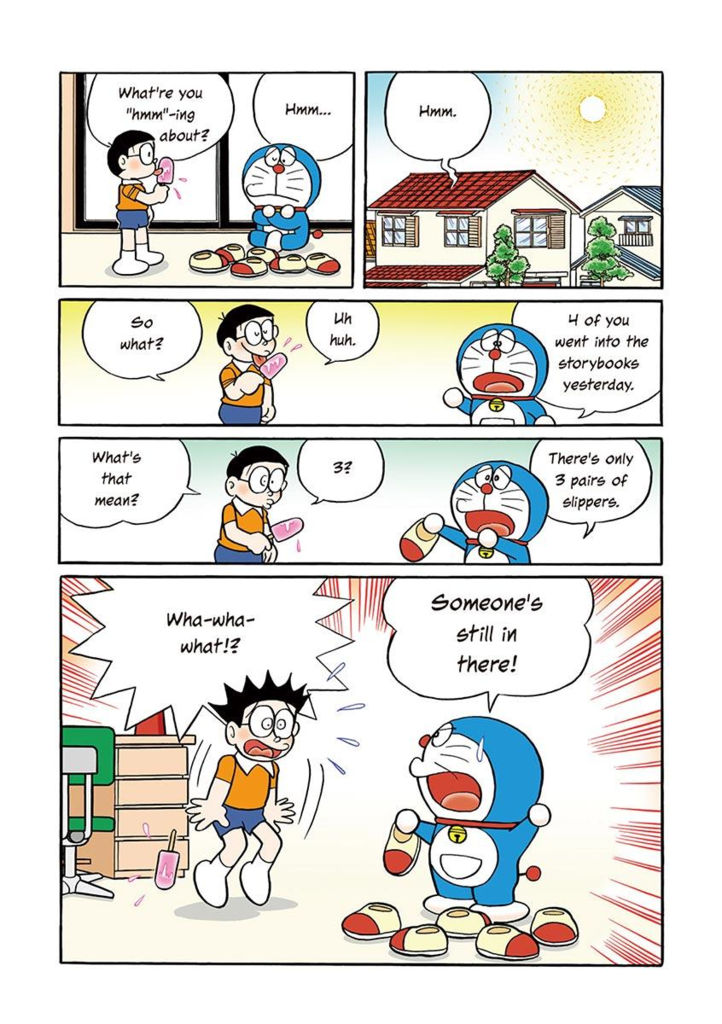 Hmm.
Hmm...
What're you
"hmm"-ing
about?
4 of you
went into the
storybooks
yesterday.
Uh
huh.
So
what?
There's only
3 pairs of
slippers.
3?
What's
that
mean?
Someone's
still in
there!
Wha-wha-
what!?